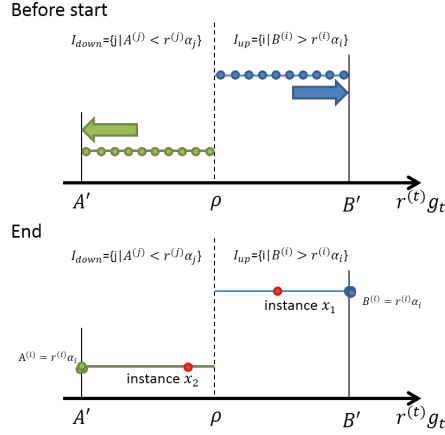 Before start
I_down={j|A^(j) < r^(j)α_j} I_up={i|B^(i) > r^(i)α_i}
A′ ρ B′ r^(t)g_t
End
I_down={j|A^(j) < r^(j)α_j} I_up={i|B^(i) > r^(i)α_i}
instance x_1 B^(i) = r^(i)α_i
A^(i) = r^(i)α_i
instance x_2
A′ ρ B′ r^(t)g_t